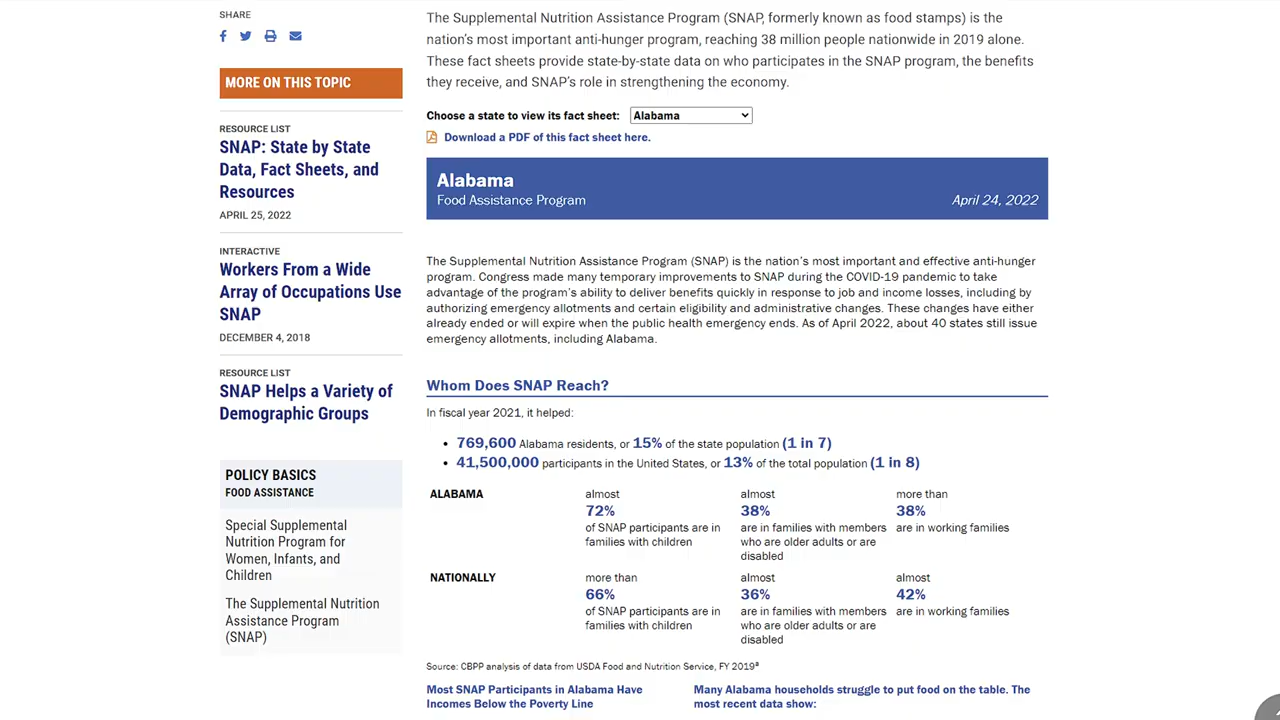 SHARE
MORE ON THIS TOPIC
RESOURCE LIST
SNAP: State by State
Data, Fact Sheets, and
Resources
APRIL 25, 2022
INTERACTIVE
Workers From a Wide
Array of Occupations Use
SNAP
DECEMBER 4, 2018
RESOURCE LIST
SNAP Helps a Variety of
Demographic Groups
POLICY BASICS
FOOD ASSISTANCE
Special Supplemental
Nutrition Program for
Women, Infants, and
Children
The Supplemental Nutrition
Assistance Program
(SNAP)
The Supplemental Nutrition Assistance Program (SNAP, formerly known as food stamps) is the
nation's most important anti-hunger program, reaching 38 million people nationwide in 2019 alone.
These fact sheets provide state-by-state data on who participates in the SNAP program, the benefits
they receive, and SNAP's role in strengthening the economy.
Choose a state to view its fact sheet: Alabama
Download a PDF of this fact sheet here.
Alabama
Food Assistance Program April 24, 2022
The Supplemental Nutrition Assistance Program (SNAP) is the nation's most important and effective anti-hunger
program. Congress made many temporary improvements to SNAP during the COVID-19 pandemic to take
advantage of the program's ability to deliver benefits quickly in response to job and income losses, including by
authorizing emergency allotments and certain eligibility and administrative changes. These changes have either
already ended or will expire when the public health emergency ends. As of April 2022, about 40 states still issue
emergency allotments, including Alabama.
Whom Does SNAP Reach?
In fiscal year 2021, it helped:
• 769,600 Alabama residents, or 15% of the state population (1 in 7)
• 41,500,000 participants in the United States, or 13% of the total population (1 in 8)
ALABAMA almost almost more than
72% 38% 38%
of SNAP participants are in are in families with members are in working families
families with children who are older adults or are
disabled
NATIONALLY more than almost almost
66% 36% 42%
of SNAP participants are in are in families with members are in working families
families with children who are older adults or are
disabled
Source: CBPP analysis of data from USDA Food and Nutrition Service, FY 2019ª
Most SNAP Participants in Alabama Have Many Alabama households struggle to put food on the table. The
Incomes Below the Poverty Line most recent data show: